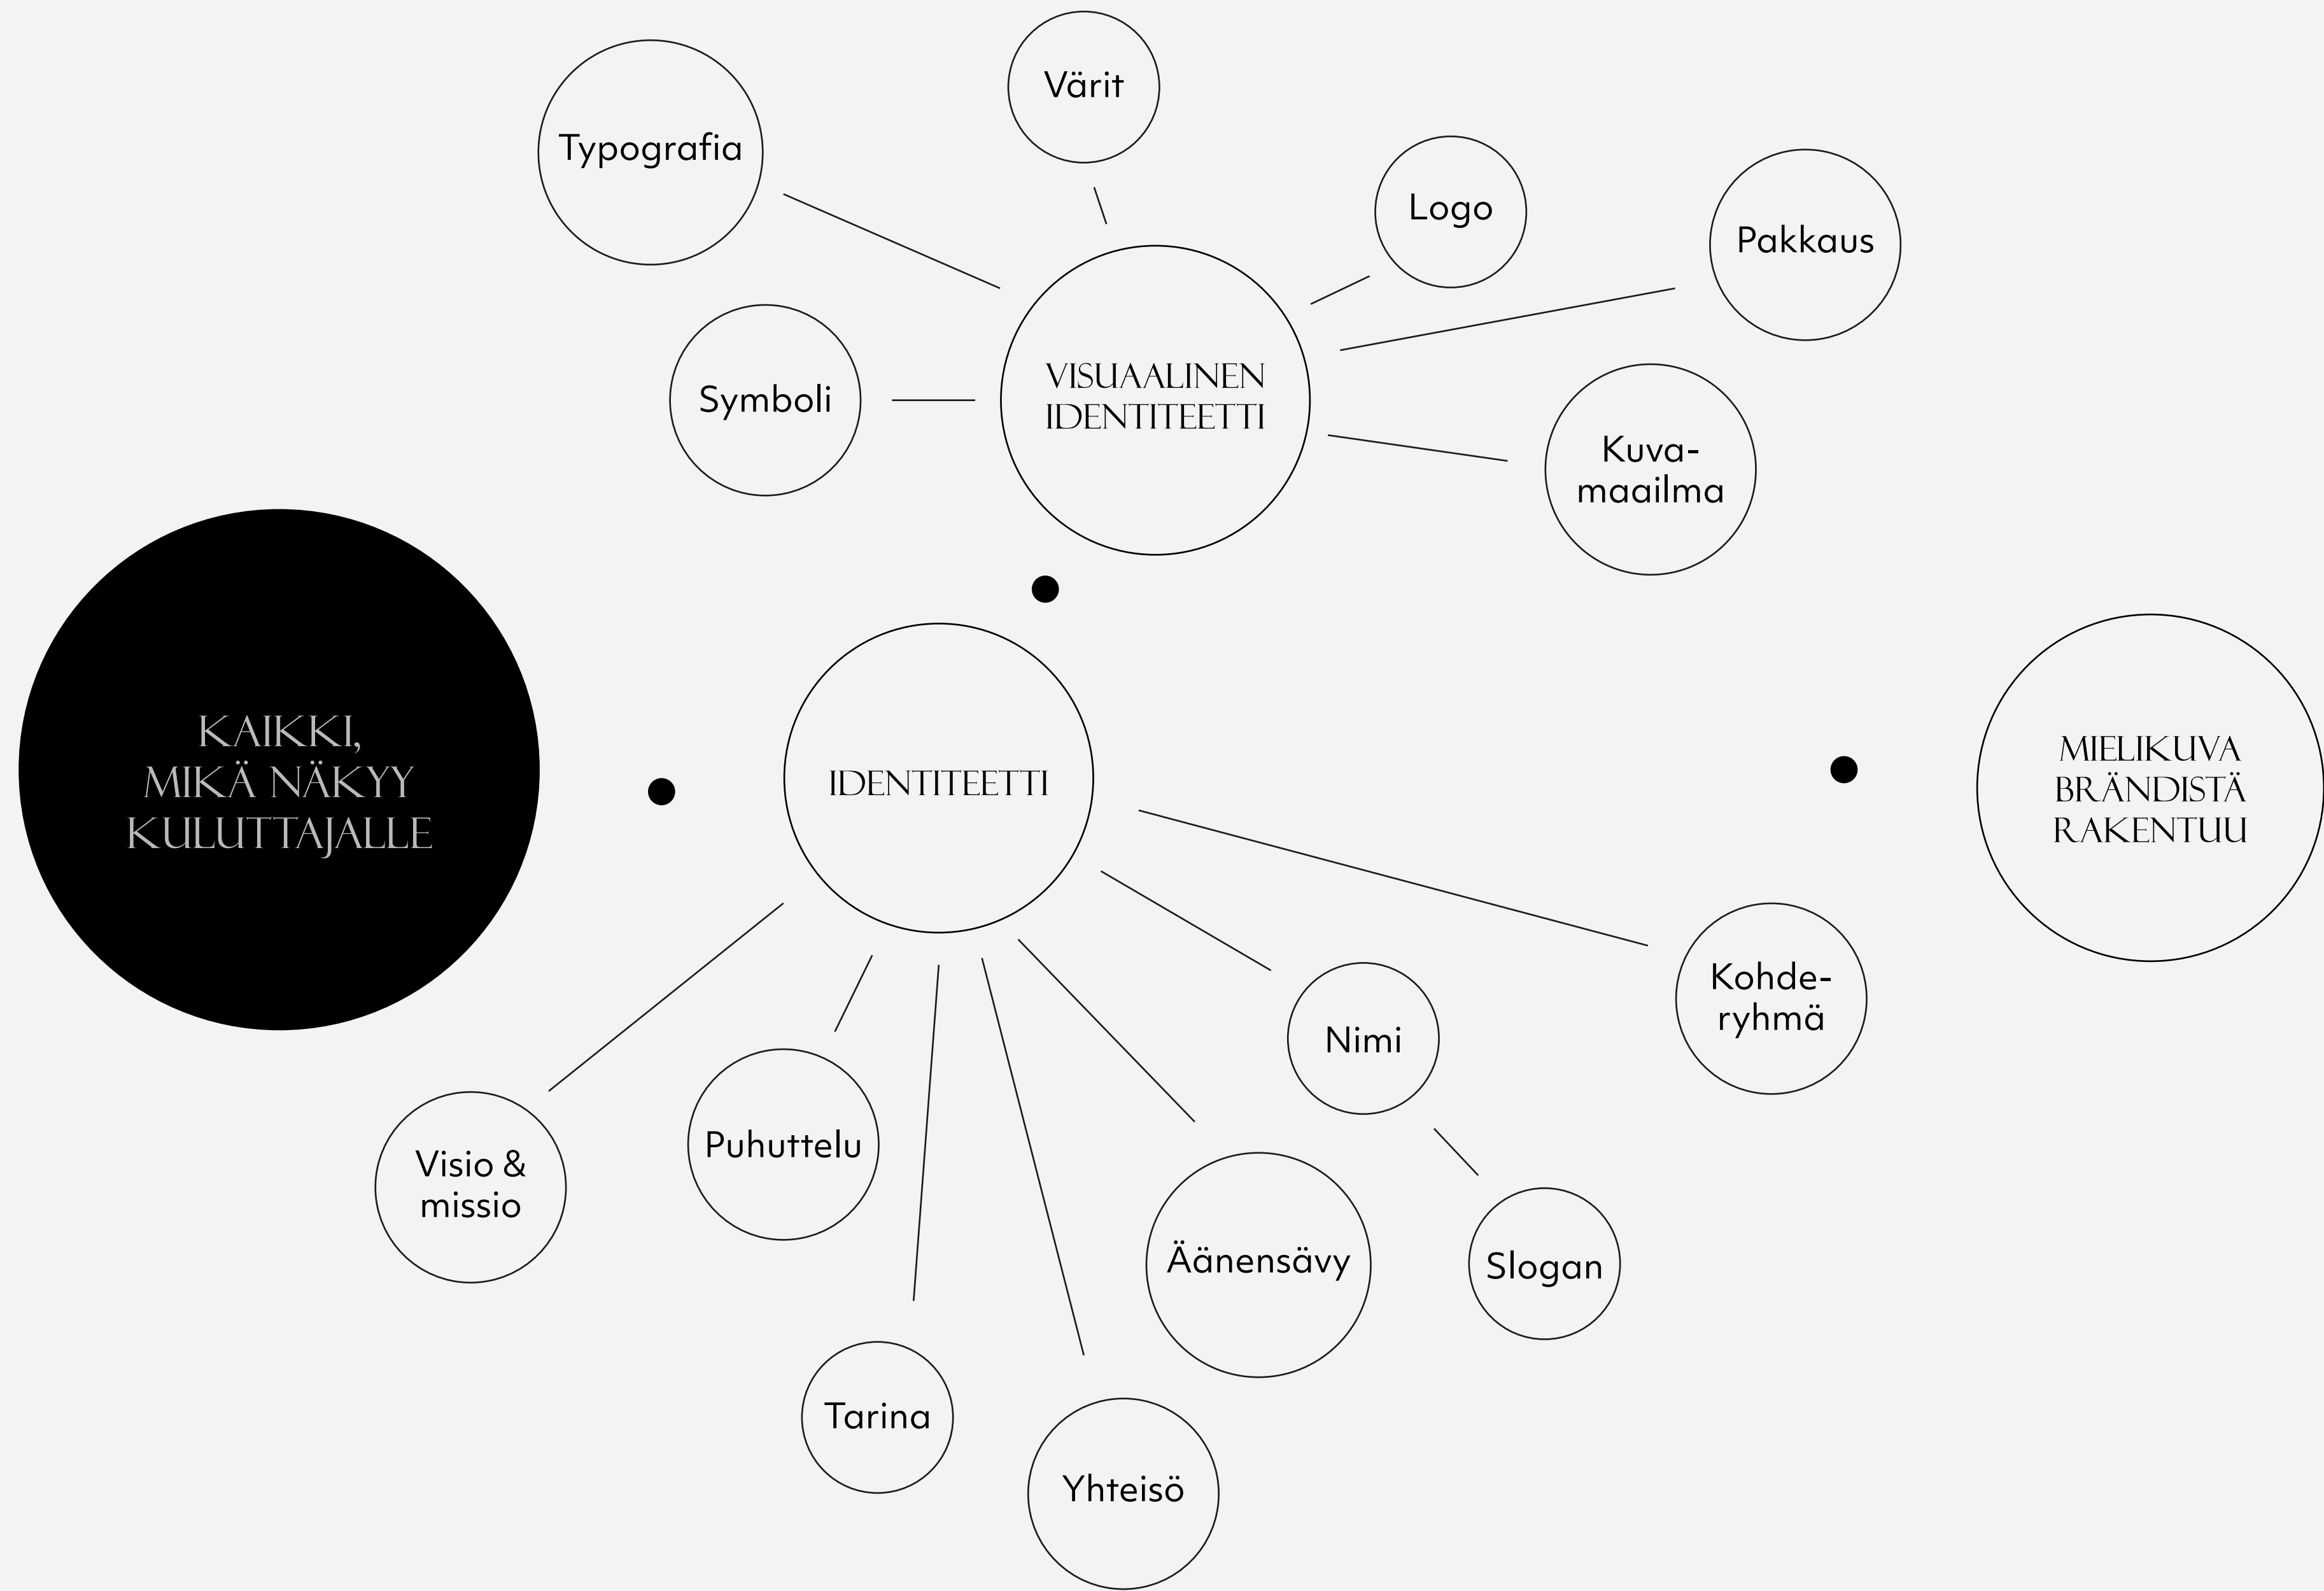 Värit
Typografia
Logo
Pakkaus
Symboli
VISUAALINEN
IDENTITEETTI
Kuva-
maailma
KAIKKI,
MIKÄ NÄKYY
KULUTTAJALLE
IDENTITEETTI
MIELIKUVA
BRÄNDISTÄ
RAKENTUU
Kohde-
ryhmä
Nimi
Puhuttelu
Visio &
missio
Äänensävy
Slogan
Tarina
Yhteisö